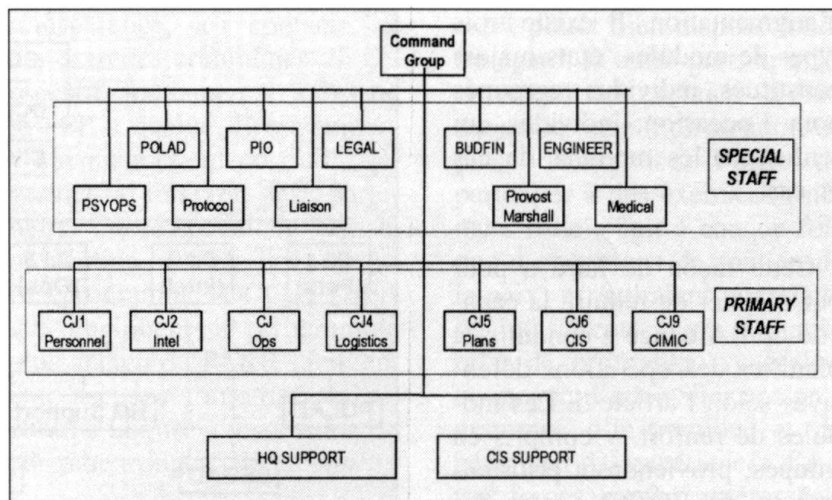 Command
Group
POLAD
PIO
LEGAL
BUDFIN
ENGINEER
SPECIAL
STAFF
PSYOPS
Protocol
Liaison
Provost
Marshall
Medical
CJ1
Personnel
CJ2
Intel
CJ
Ops
CJ4
Logistics
CJ5
Plans
CJ6
CIS
CJ9
CIMIC
PRIMARY
STAFF
HQ SUPPORT
CIS SUPPORT